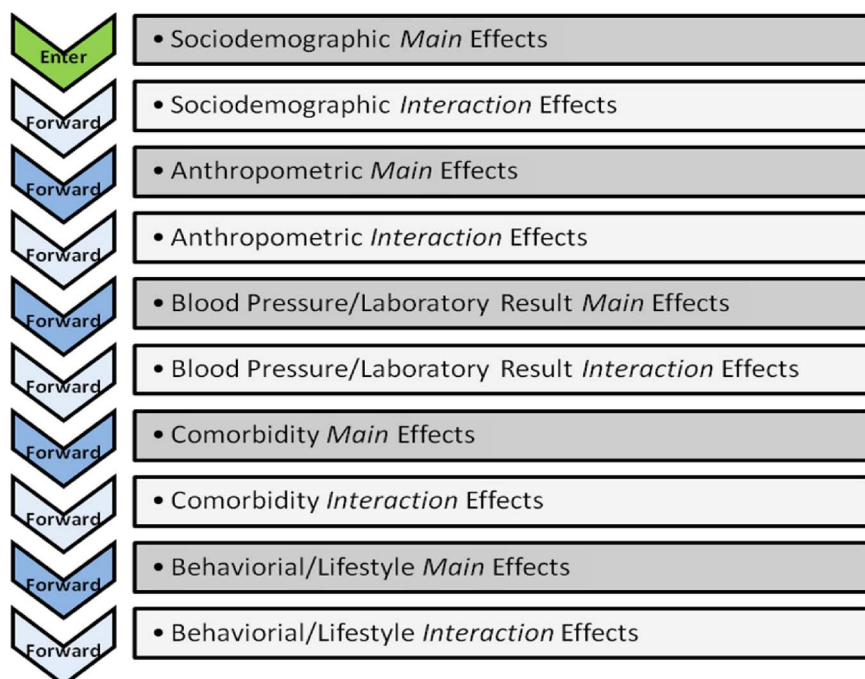 Enter
• Sociodemographic Main Effects
Forward
• Sociodemographic Interaction Effects
Forward
• Anthropometric Main Effects
Forward
• Anthropometric Interaction Effects
Forward
• Blood Pressure/Laboratory Result Main Effects
Forward
• Blood Pressure/Laboratory Result Interaction Effects
Forward
• Comorbidity Main Effects
Forward
• Comorbidity Interaction Effects
Forward
• Behaviorial/Lifestyle Main Effects
Forward
• Behaviorial/Lifestyle Interaction Effects